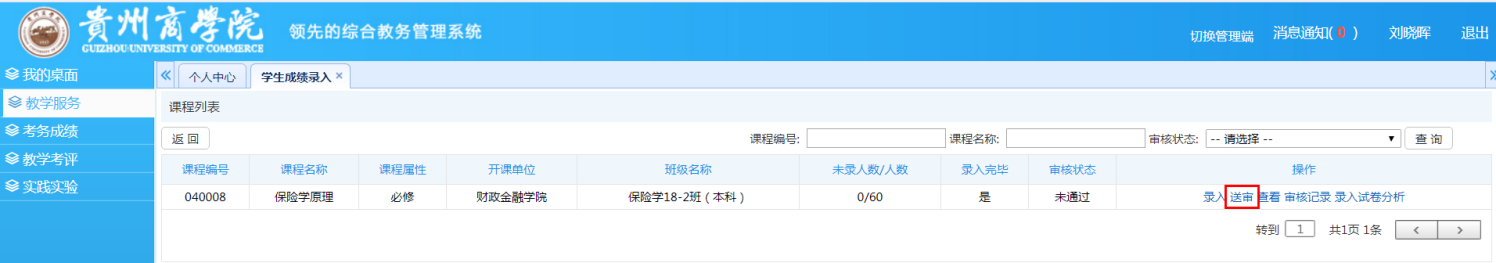 貴州商學院 领先的综合教务管理系统 切换管理端 消息通知( 0 ) 刘晓晖 退出
GUIZHOU UNIVERSITY OF COMMERCE
我的桌面 个人中心 学生成绩录入 ×
教学服务 课程列表
考务成绩 返 回 课程编号: 课程名称: 审核状态: -- 请选择 -- 查 询
教学考评 课程编号 课程名称 课程属性 开课单位 班级名称 未录人数/人数 录入完毕 审核状态 操作
实践实验 040008 保险学原理 必修 财政金融学院 保险学18-2班（本科） 0/60 是 未通过 录入 送审 查看 审核记录 录入试卷分析
转到 1 共1页 1条 < >